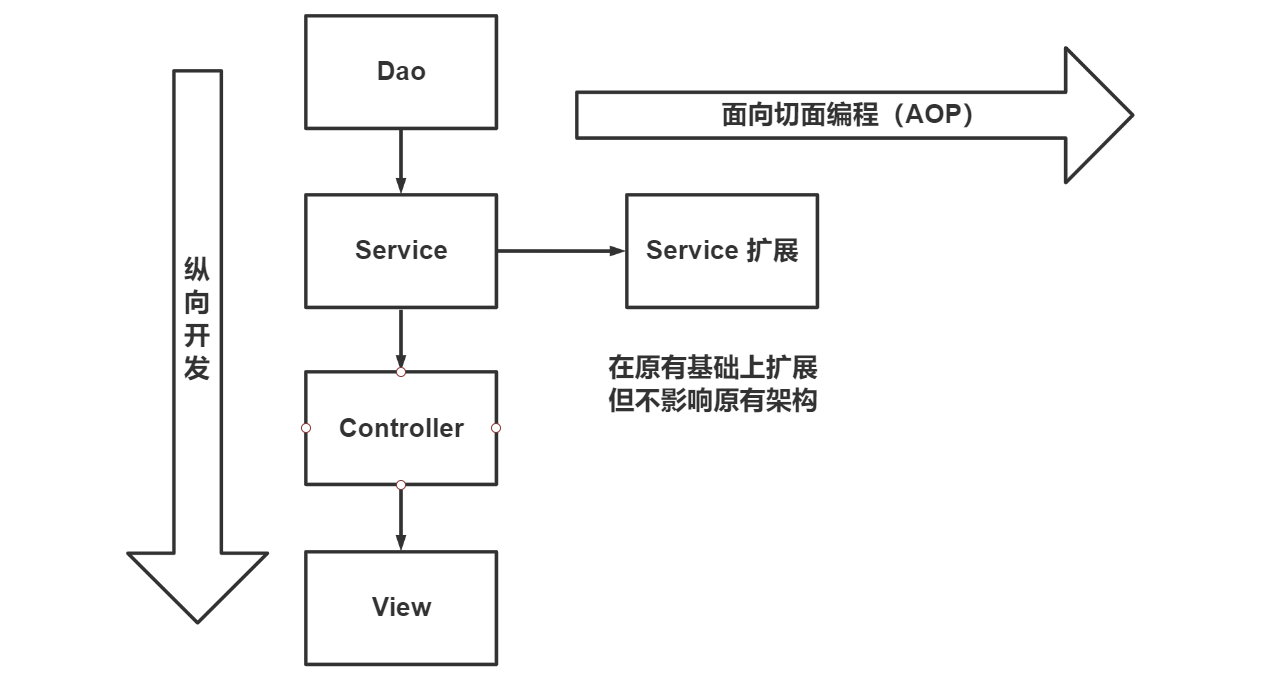 Dao
面向切面编程（AOP）
Service
Service 扩展
纵
向
开
发
在原有基础上扩展
但不影响原有架构
Controller
View